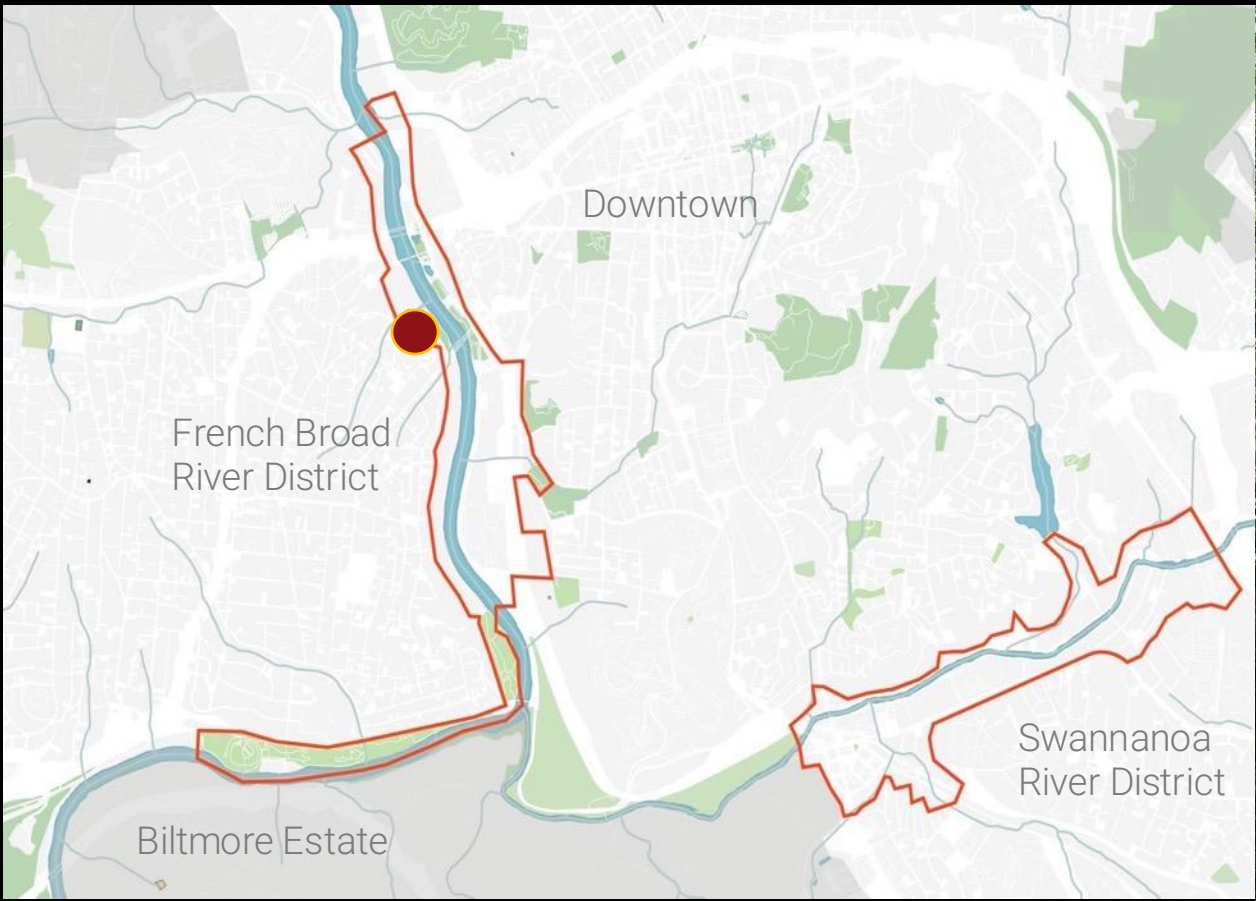 Downtown
French Broad
River District
Swannanoa
River District
Biltmore Estate